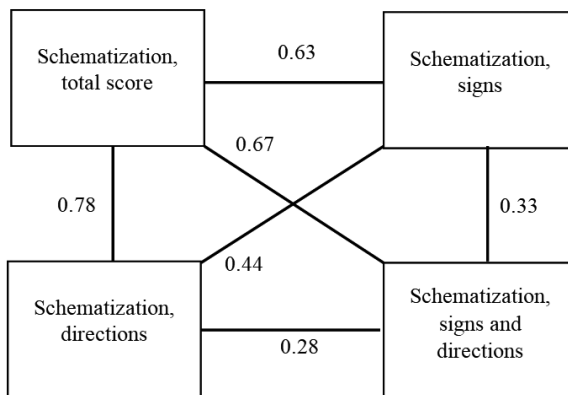 Schematization,
total score
0.63
Schematization,
signs
0.67
0.78
0.33
0.44
Schematization,
directions
0.28
Schematization,
signs and
directions